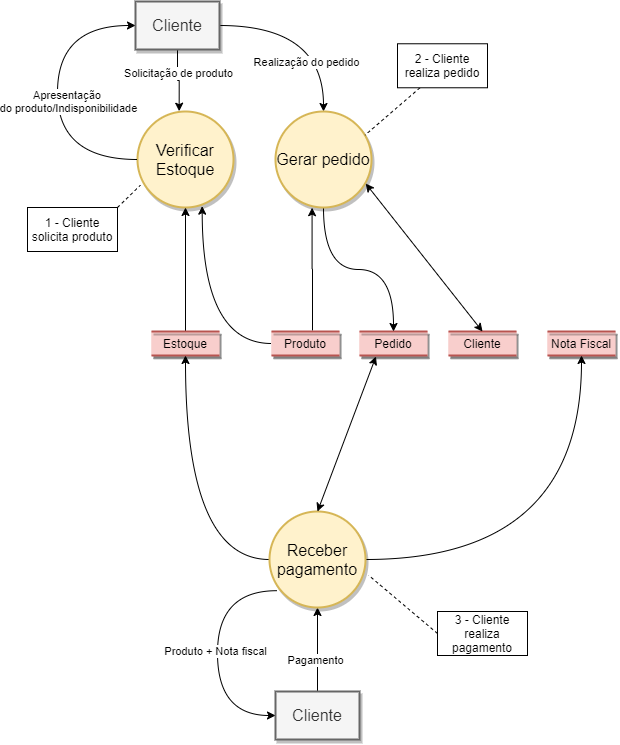 Cliente
Solicitação de produto
Realização do pedido
2 - Cliente
realiza pedido
Apresentação
do produto/Indisponibilidade
Verificar
Estoque
Gerar pedido
1 - Cliente
solicita produto
Estoque
Produto
Pedido
Cliente
Nota Fiscal
Receber
pagamento
3 - Cliente
realiza
pagamento
Produto + Nota fiscal
Pagamento
Cliente